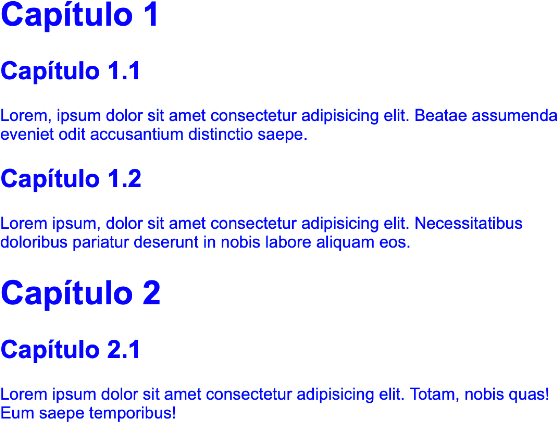 Capítulo 1
Capítulo 1.1
Lorem, ipsum dolor sit amet consectetur adipisicing elit. Beatae assumenda
eveniet odit accusantium distinctio saepe.
Capítulo 1.2
Lorem ipsum, dolor sit amet consectetur adipisicing elit. Necessitatibus
doloribus pariatur deserunt in nobis labore aliquam eos.
Capítulo 2
Capítulo 2.1
Lorem ipsum dolor sit amet consectetur adipisicing elit. Totam, nobis quas!
Eum saepe temporibus!